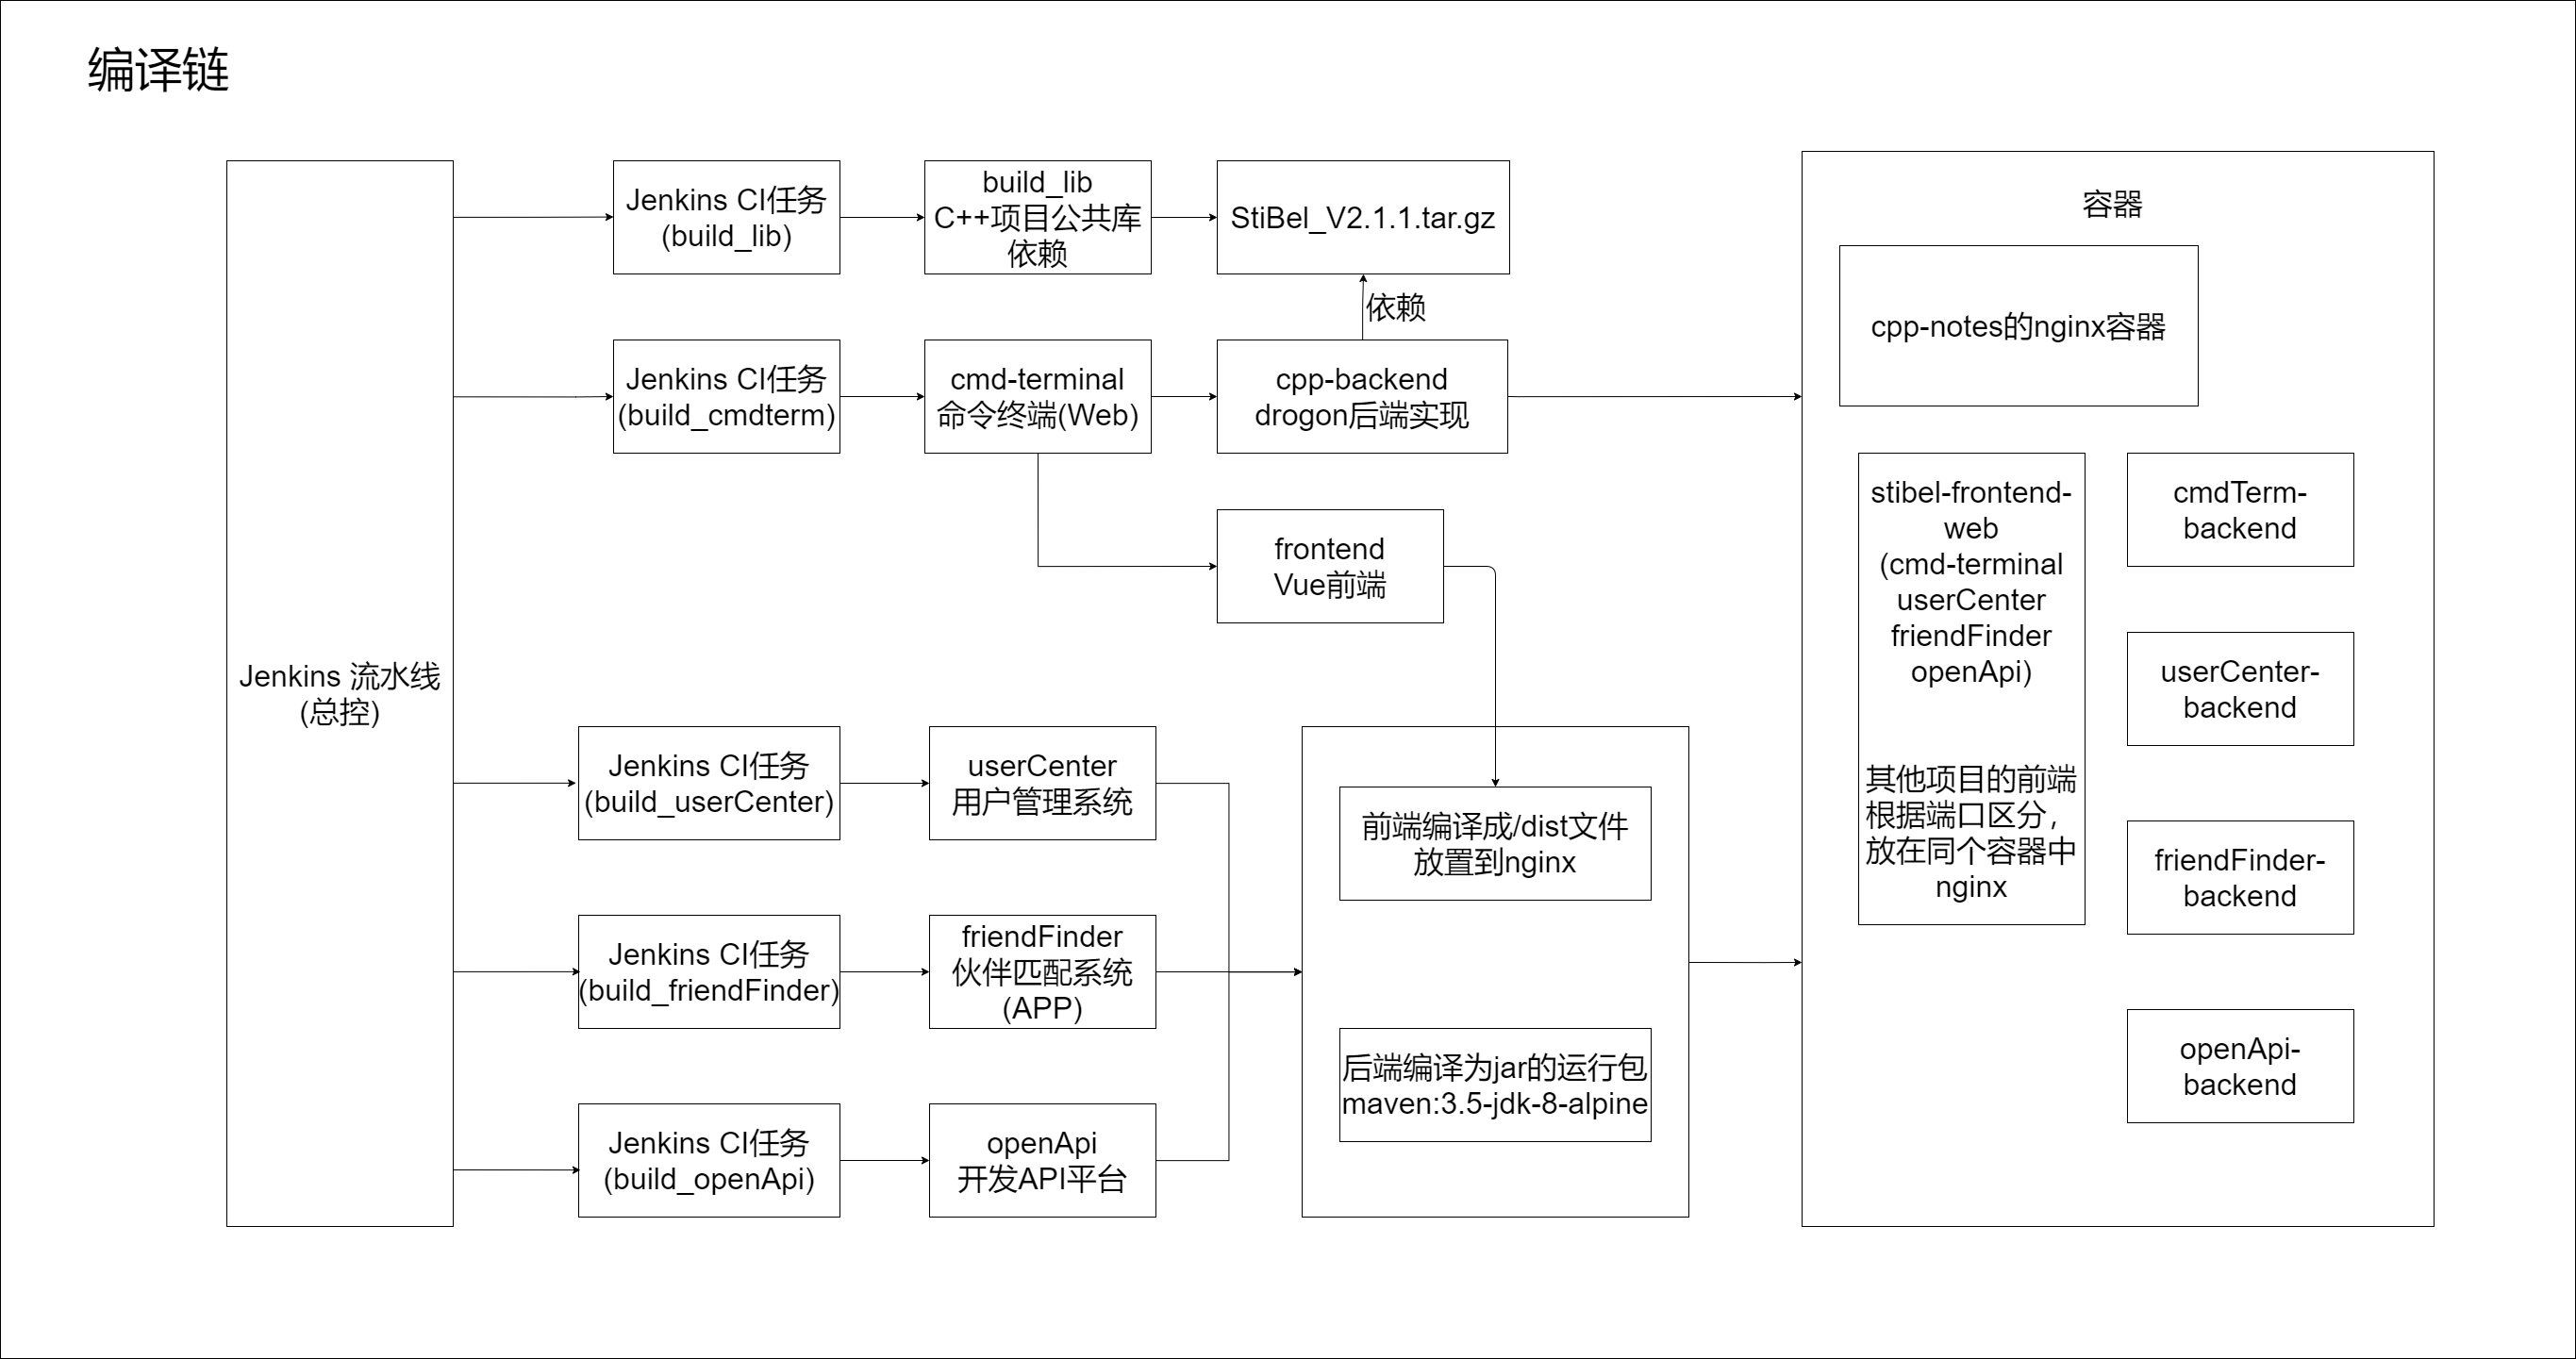 编译链
Jenkins 流水线
(总控)
Jenkins CI任务
(build_lib)
build_lib
C++项目公共库
依赖
StiBel_V2.1.1.tar.gz
依赖
Jenkins CI任务
(build_cmdterm)
cmd-terminal
命令终端(Web)
cpp-backend
drogon后端实现
frontend
Vue前端
Jenkins CI任务
(build_userCenter)
userCenter
用户管理系统
Jenkins CI任务
(build_friendFinder)
friendFinder
伙伴匹配系统
(APP)
Jenkins CI任务
(build_openApi)
openApi
开发API平台
前端编译成/dist文件
放置到nginx
后端编译为jar的运行包
maven:3.5-jdk-8-alpine
容器
cpp-notes的nginx容器
stibel-frontend-
web
(cmd-terminal
userCenter
friendFinder
openApi)
其他项目的前端
根据端口区分，
放在同个容器中
nginx
cmdTerm-
backend
userCenter-
backend
friendFinder-
backend
openApi-
backend